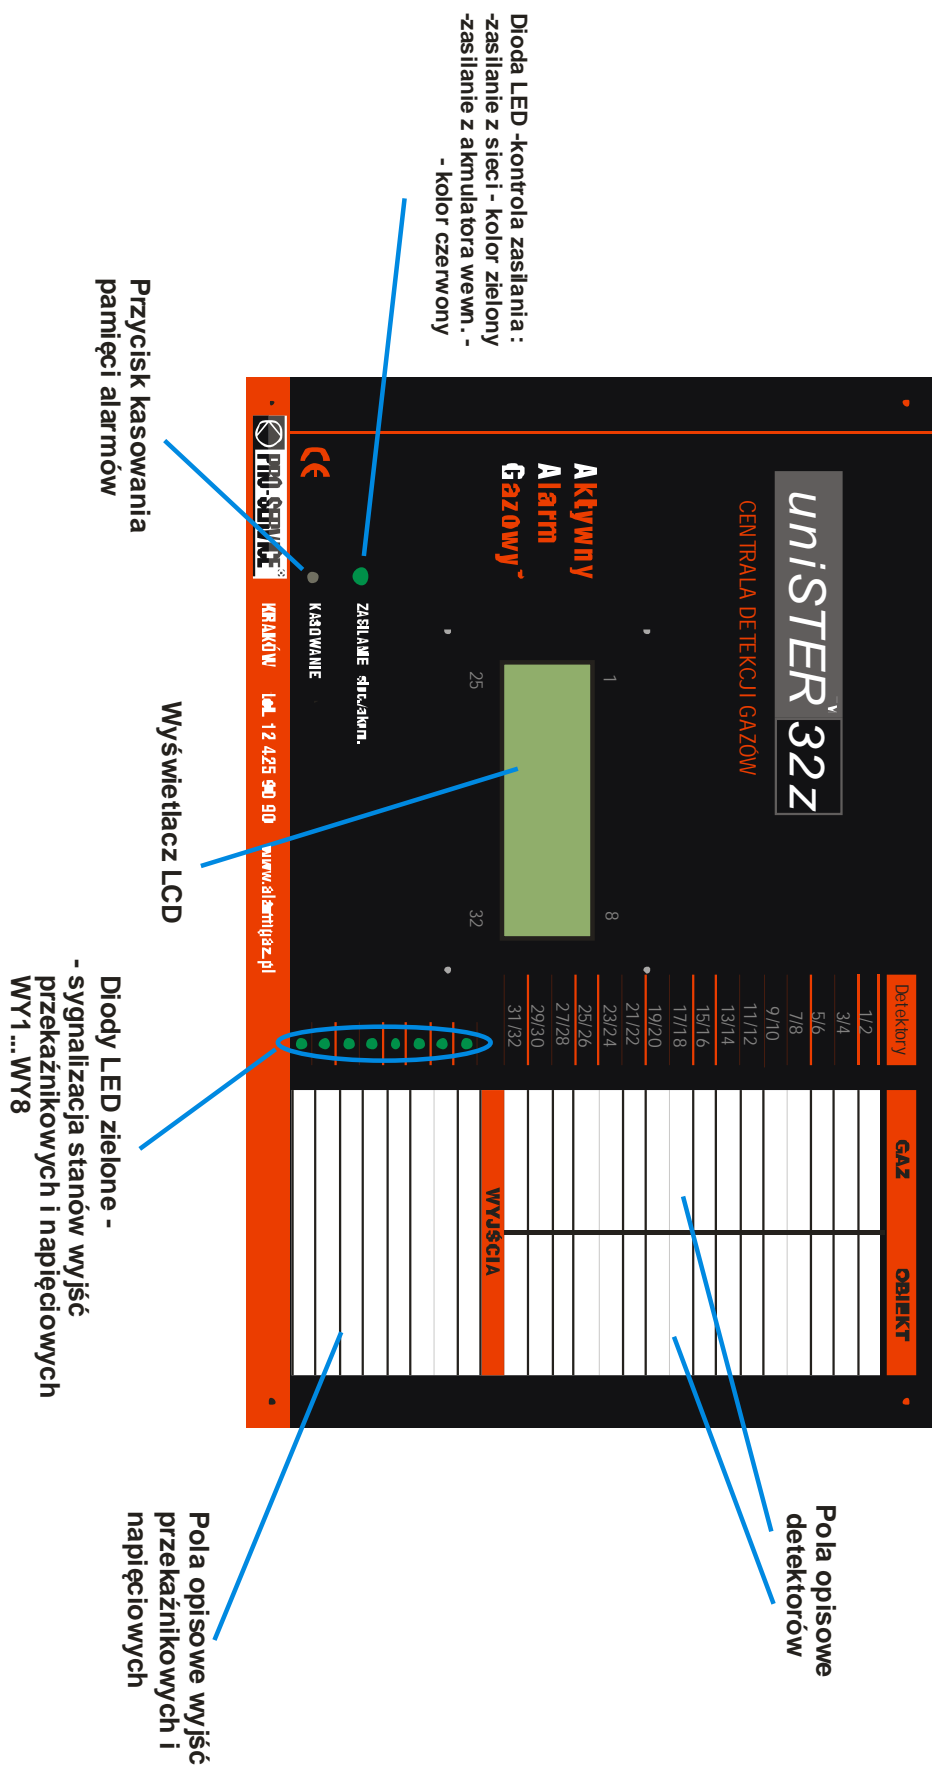 Dioda LED -kontrola zasilania :
-zasilanie z sieci - kolor zielony
-zasilanie z akmulatora wewn. -
- kolor czerwony
Przycisk kasowania
pamięci alarmów
Wyświetlacz LCD
Diody LED zielone -
- sygnalizacja stanów wyjść
przekaźnikowych i napięciowych
WY1... WY8
Pola opisowe wyjść
przekaźnikowych i
napięciowych
Pola opisowe
detektorów
uniSTER™ 32z
CENTRALA DETEKCJI GAZÓW
Aktywny
Alarm
Gazowy
CE
1
8
25
32
ZASILANIE siec/akm.
KASOWANIE
PRO-SERVICE®
KRAKÓW tel. 12 425 90 90 www.alarmgaz.pl
Detektory
GAZ
OBIEKT
1/2
3/4
5/6
7/8
9/10
11/12
13/14
15/16
17/18
19/20
21/22
23/24
25/26
27/28
29/30
31/32
WYJŚCIA